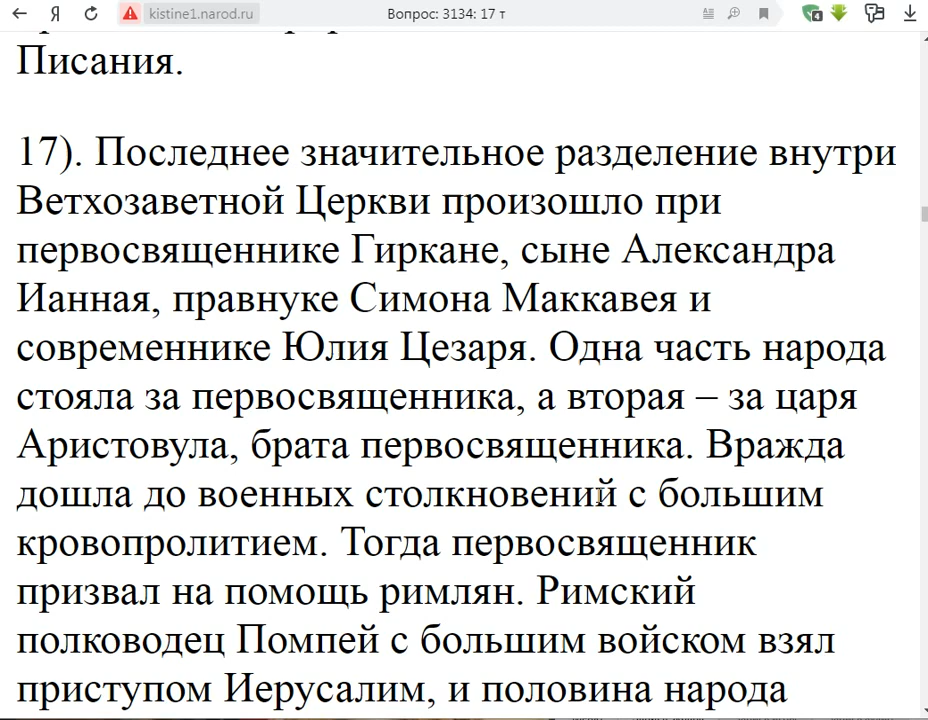 kistine1.narod.ru
Вопрос: 3134: 17 т
4
Писания.
17). Последнее значительное разделение внутри
Ветхозаветной Церкви произошло при
первосвященнике Гиркане, сыне Александра
Ианная, правнуке Симона Маккавея и
современнике Юлия Цезаря. Одна часть народа
стояла за первосвященника, а вторая – за царя
Аристовула, брата первосвященника. Вражда
дошла до военных столкновений с большим
кровопролитием. Тогда первосвященник
призвал на помощь римлян. Римский
полководец Помпей с большим войском взял
приступом Иерусалим, и половина народа